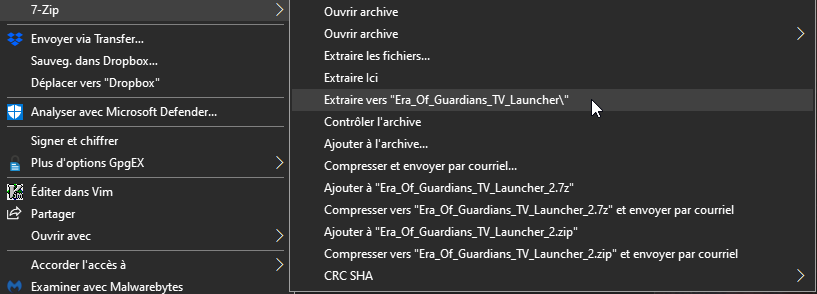 7-Zip
Envoyer via Transfer...
Sauveg. dans Dropbox...
Déplacer vers "Dropbox"
Analyser avec Microsoft Defender...
Signer et chiffrer
Plus d'options GpgEX
Éditer dans Vim
Partager
Ouvrir avec
Accorder l'accès à
Examiner avec Malwarebytes
Ouvrir archive
Ouvrir archive
Extraire les fichiers...
Extraire Ici
Extraire vers "Era_Of_Guardians_TV_Launcher\"
Contrôler l'archive
Ajouter à l'archive...
Compresser et envoyer par courriel...
Ajouter à "Era_Of_Guardians_TV_Launcher_2.7z"
Compresser vers "Era_Of_Guardians_TV_Launcher_2.7z" et envoyer par courriel
Ajouter à "Era_Of_Guardians_TV_Launcher_2.zip"
Compresser vers "Era_Of_Guardians_TV_Launcher_2.zip" et envoyer par courriel
CRC SHA